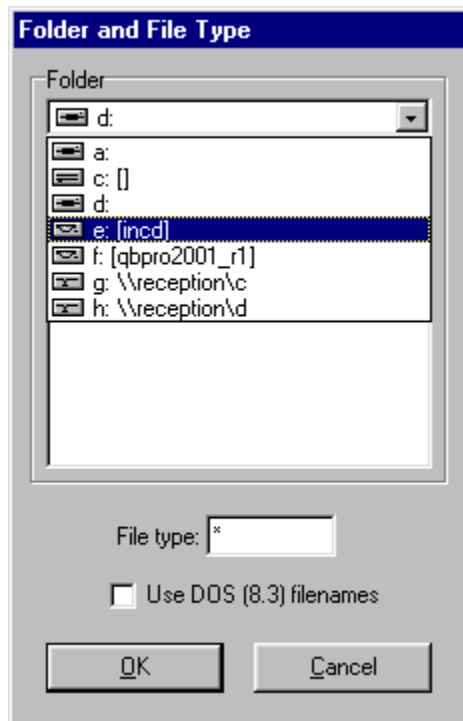 Folder and File Type
Folder
d:
a:
c: []
d:
e: [incd]
f: [qbpro2001_r1]
g: \\reception\c
h: \\reception\d
File type: *
Use DOS (8.3) filenames
OK Cancel